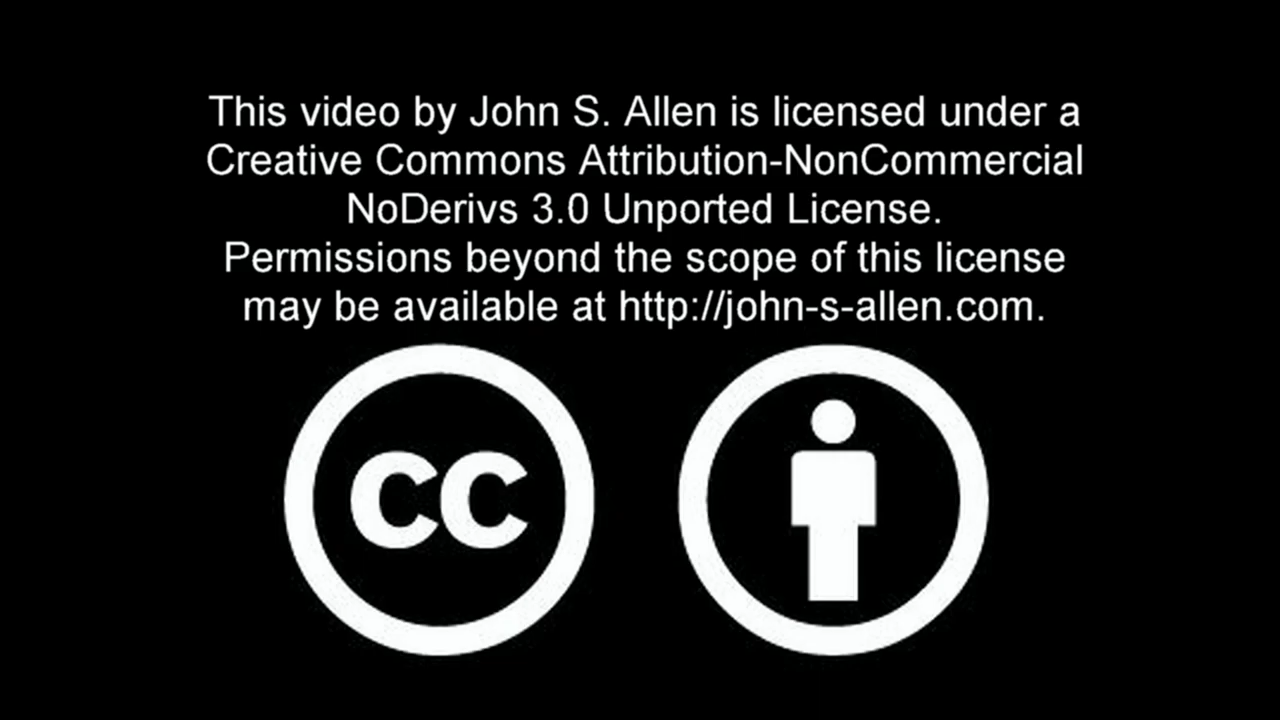 This video by John S. Allen is licensed under a
Creative Commons Attribution-NonCommercial
NoDerivs 3.0 Unported License.
Permissions beyond the scope of this license
may be available at http://john-s-allen.com.
cc